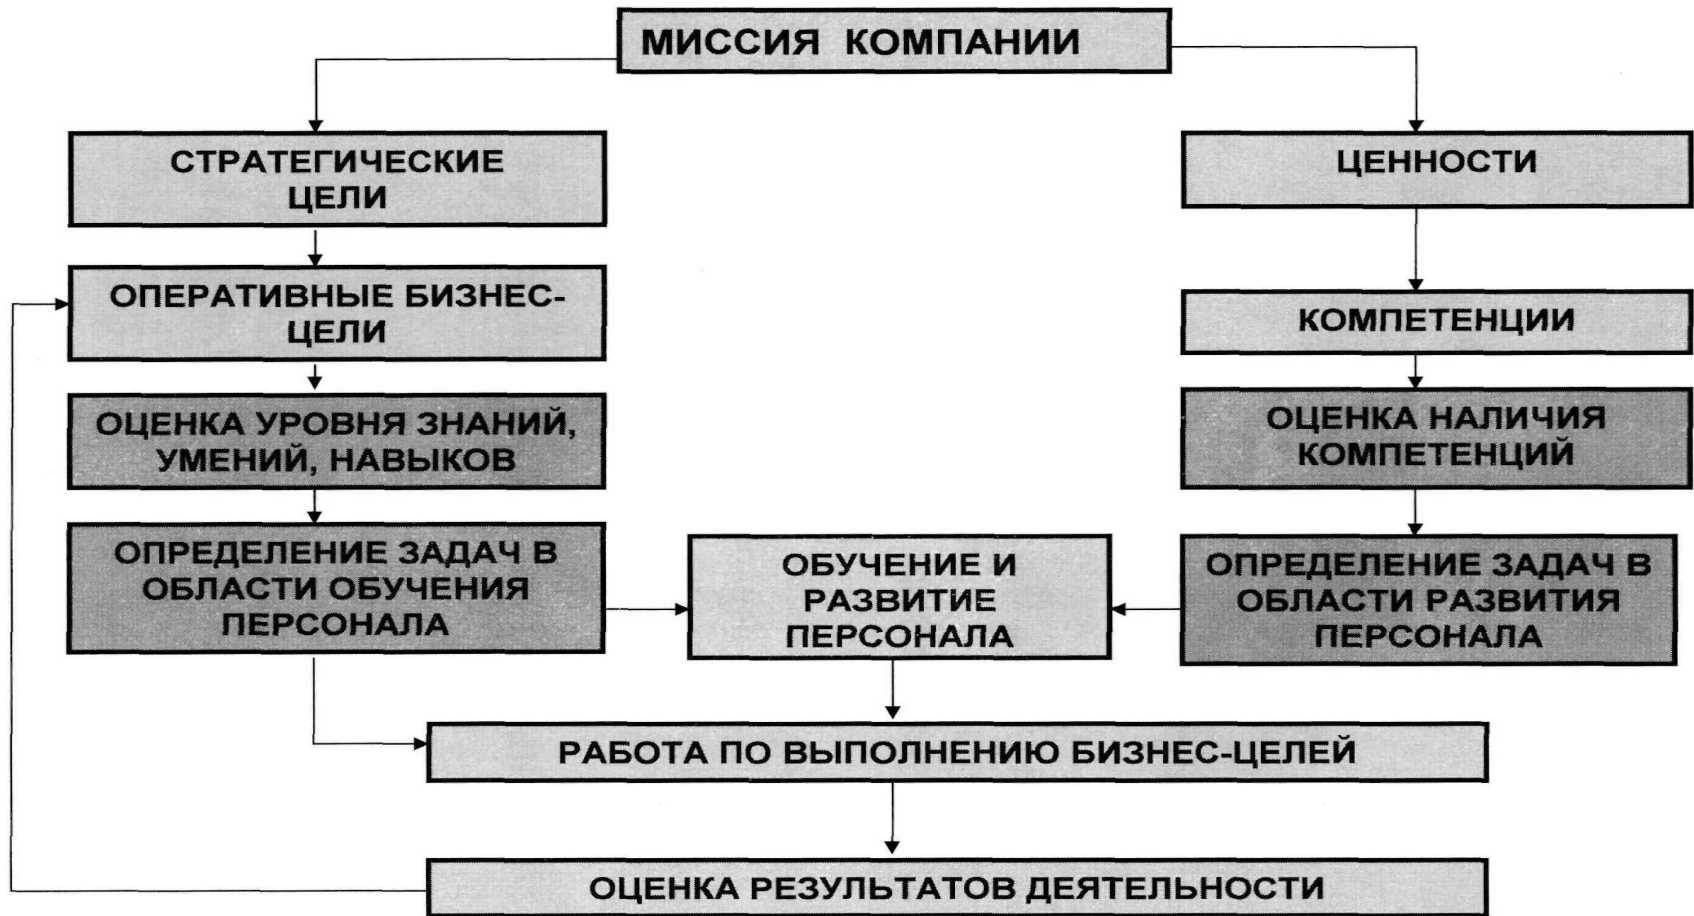 МИССИЯ КОМПАНИИ
СТРАТЕГИЧЕСКИЕ
ЦЕЛИ
ЦЕННОСТИ
ОПЕРАТИВНЫЕ БИЗНЕС-
ЦЕЛИ
КОМПЕТЕНЦИИ
ОЦЕНКА УРОВНЯ ЗНАНИЙ,
УМЕНИЙ, НАВЫКОВ
ОЦЕНКА НАЛИЧИЯ
КОМПЕТЕНЦИЙ
ОПРЕДЕЛЕНИЕ ЗАДАЧ В
ОБЛАСТИ ОБУЧЕНИЯ
ПЕРСОНАЛА
ОБУЧЕНИЕ И
РАЗВИТИЕ
ПЕРСОНАЛА
ОПРЕДЕЛЕНИЕ ЗАДАЧ В
ОБЛАСТИ РАЗВИТИЯ
ПЕРСОНАЛА
РАБОТА ПО ВЫПОЛНЕНИЮ БИЗНЕС-ЦЕЛЕЙ
ОЦЕНКА РЕЗУЛЬТАТОВ ДЕЯТЕЛЬНОСТИ